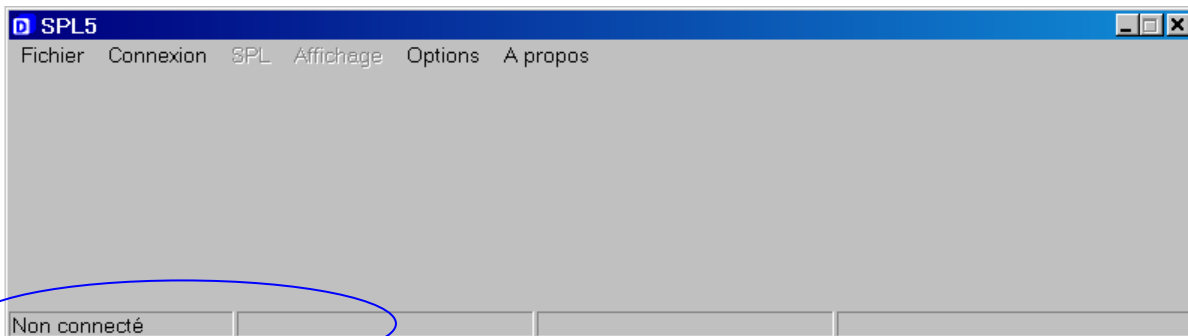 SPL5
Fichier Connexion SPL Affichage Options A propos
Non connecté